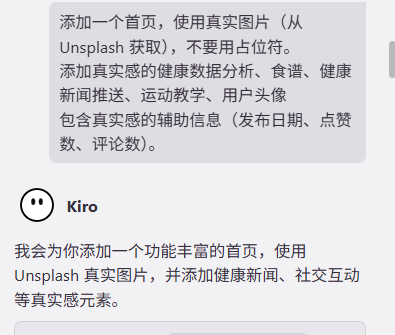 添加一个首页，使用真实图片（从
Unsplash 获取），不要用占位符。
添加真实感的健康数据分析、食谱、健康
新闻推送、运动教学、用户头像
包含真实感的辅助信息（发布日期、点赞
数、评论数）。
Kiro
我会为你添加一个功能丰富的首页，使用
Unsplash 真实图片，并添加健康新闻、社交互动
等真实感元素。